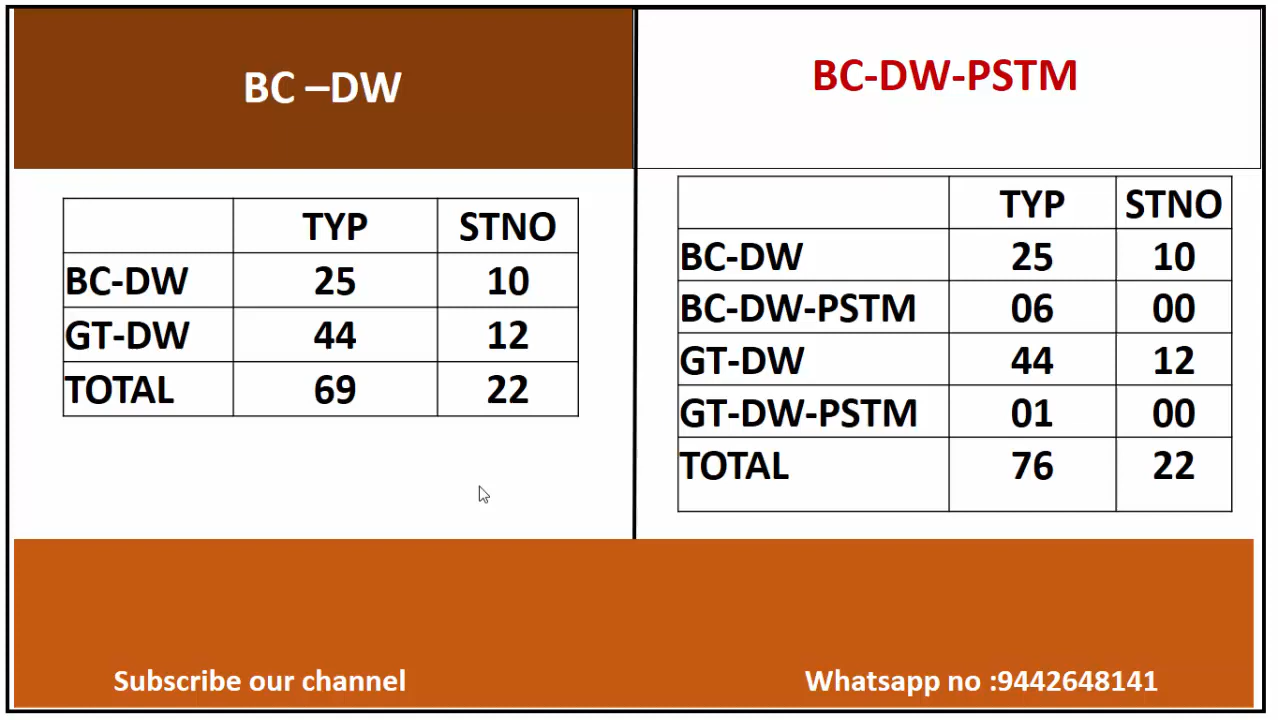 BC –DW
TYP STNO
BC-DW 25 10
GT-DW 44 12
TOTAL 69 22
BC-DW-PSTM
TYP STNO
BC-DW 25 10
BC-DW-PSTM 06 00
GT-DW 44 12
GT-DW-PSTM 01 00
TOTAL 76 22
Subscribe our channel
Whatsapp no :9442648141